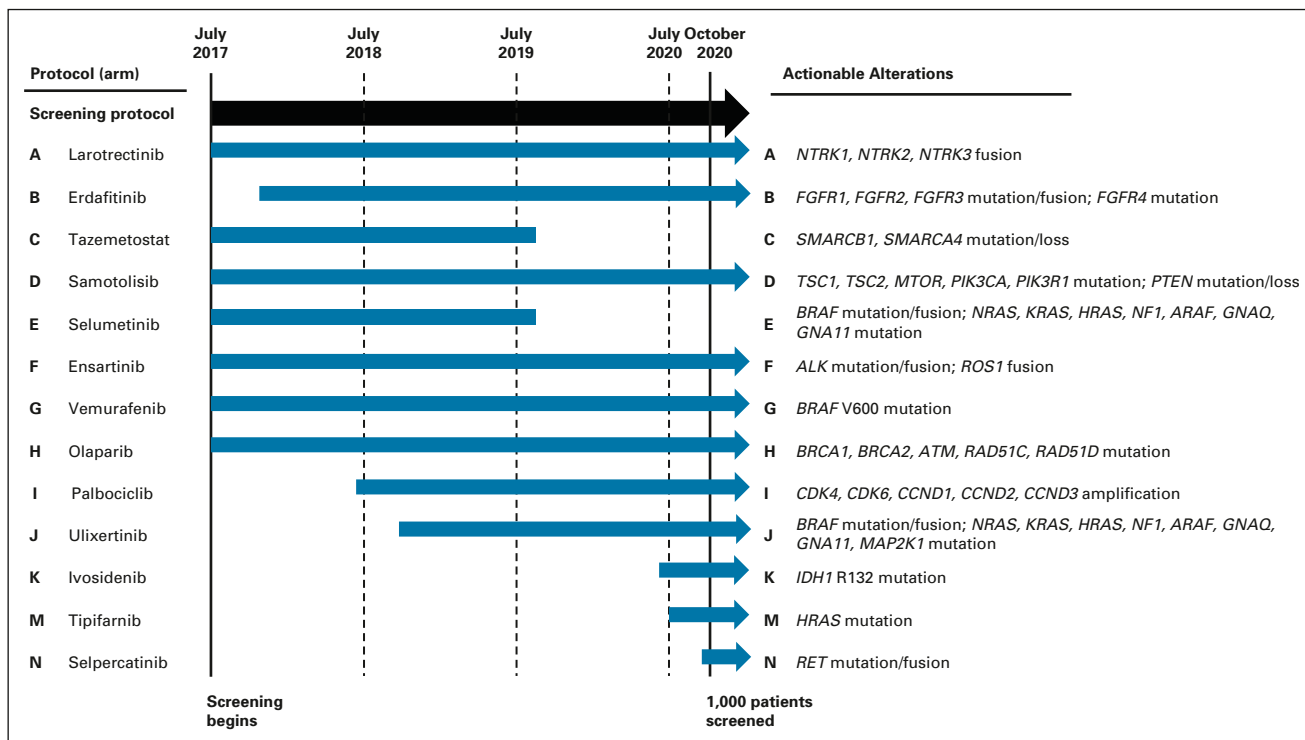 July 2017
July 2018
July 2019
July 2020
October 2020
Protocol (arm)
Actionable Alterations
Screening protocol
A Larotrectinib
A NTRK1, NTRK2, NTRK3 fusion
B Erdafitinib
B FGFR1, FGFR2, FGFR3 mutation/fusion; FGFR4 mutation
C Tazemetostat
C SMARCB1, SMARCA4 mutation/loss
D Samotolisib
D TSC1, TSC2, MTOR, PIK3CA, PIK3R1 mutation; PTEN mutation/loss
E Selumetinib
E BRAF mutation/fusion; NRAS, KRAS, HRAS, NF1, ARAF, GNAQ,
GNA11 mutation
F Ensartinib
F ALK mutation/fusion; ROS1 fusion
G Vemurafenib
G BRAF V600 mutation
H Olaparib
H BRCA1, BRCA2, ATM, RAD51C, RAD51D mutation
I Palbociclib
I CDK4, CDK6, CCND1, CCND2, CCND3 amplification
J Ulixertinib
J BRAF mutation/fusion; NRAS, KRAS, HRAS, NF1, ARAF, GNAQ,
GNA11, MAP2K1 mutation
K Ivosidenib
K IDH1 R132 mutation
M Tipifarnib
M HRAS mutation
N Selpercatinib
N RET mutation/fusion
Screening
begins
1,000 patients
screened